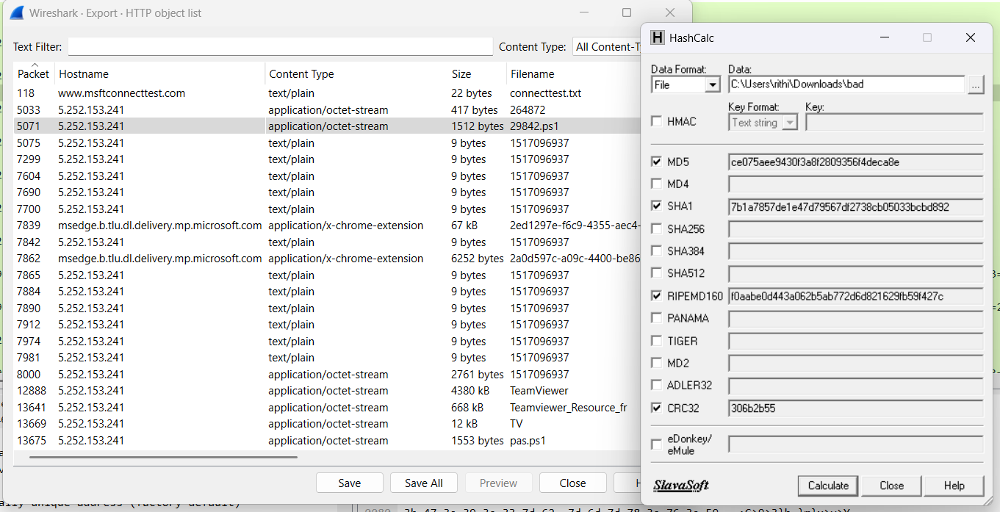 Wireshark · Export · HTTP object list
Text Filter:
Content Type: All Content-T
Packet Hostname Content Type Size Filename
118 www.msftconnecttest.com text/plain 22 bytes connecttest.txt
5033 5.252.153.241 application/octet-stream 417 bytes 264872
5071 5.252.153.241 application/octet-stream 1512 bytes 29842.ps1
5075 5.252.153.241 text/plain 9 bytes 1517096937
7299 5.252.153.241 text/plain 9 bytes 1517096937
7604 5.252.153.241 text/plain 9 bytes 1517096937
7690 5.252.153.241 text/plain 9 bytes 1517096937
7700 5.252.153.241 text/plain 9 bytes 1517096937
7839 msedge.b.tlu.dl.delivery.mp.microsoft.com application/x-chrome-extension 67 kB 2ed1297e-f6c9-4355-aec4-
7842 5.252.153.241 text/plain 9 bytes 1517096937
7862 msedge.b.tlu.dl.delivery.mp.microsoft.com application/x-chrome-extension 6252 bytes 2a0d597c-a09c-4400-be86
7865 5.252.153.241 text/plain 9 bytes 1517096937
7884 5.252.153.241 text/plain 9 bytes 1517096937
7890 5.252.153.241 text/plain 9 bytes 1517096937
7912 5.252.153.241 text/plain 9 bytes 1517096937
7974 5.252.153.241 text/plain 9 bytes 1517096937
7981 5.252.153.241 text/plain 9 bytes 1517096937
8000 5.252.153.241 application/octet-stream 2761 bytes 1517096937
12888 5.252.153.241 application/octet-stream 4380 kB TeamViewer
13641 5.252.153.241 application/octet-stream 668 kB Teamviewer_Resource_fr
13669 5.252.153.241 application/octet-stream 12 kB TV
13675 5.252.153.241 application/octet-stream 1553 bytes pas.ps1
Save Save All Preview Close H
H HashCalc
Data Format: Data:
File C:\Users\rithi\Downloads\bad ...
Key Format: Key:
HMAC Text string
MD5 ce075aee9430f3a8f2809356f4deca8e
MD4
SHA1 7b1a7857de1e47d79567df2738cb05033bcbd892
SHA256
SHA384
SHA512
RIPEMD160 f0aabe0d443a062b5ab772d6d821629fb59f427c
PANAMA
TIGER
MD2
ADLER32
CRC32 306b2b55
eDonkey/
eMule
SlavaSoft Calculate Close Help